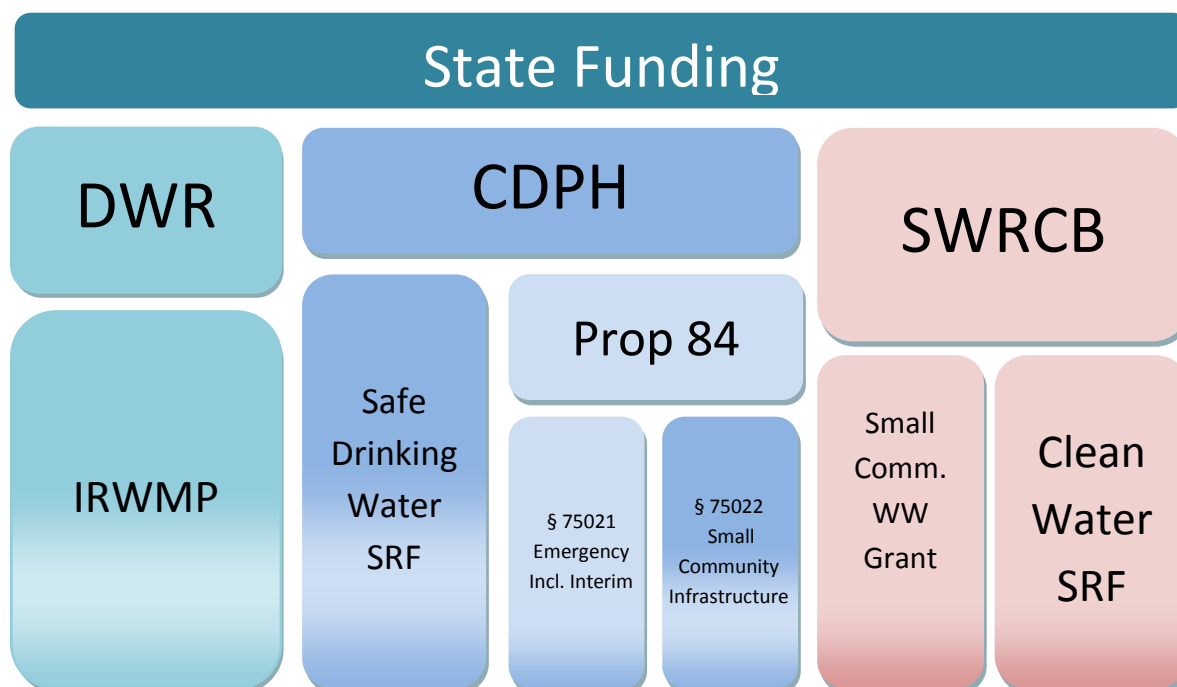 State Funding
DWR
CDPH
SWRCB
IRWMP
Safe
Drinking
Water
SRF
Prop 84
§ 75021
Emergency
Incl. Interim
§ 75022
Small
Community
Infrastructure
Small
Comm.
WW
Grant
Clean
Water
SRF